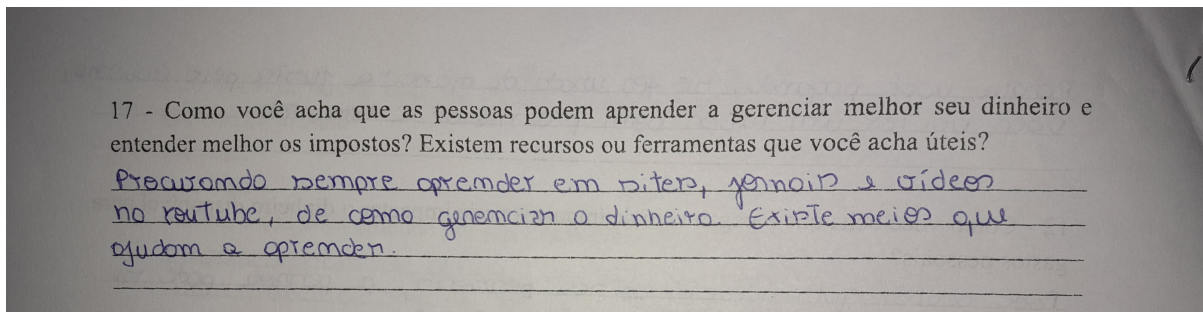 17 - Como você acha que as pessoas podem aprender a gerenciar melhor seu dinheiro e
entender melhor os impostos? Existem recursos ou ferramentas que você acha úteis?
Procurando sempre aprender em sites, jornais e vídeos
no youtube, de como gerenciar o dinheiro. Existe meios que
ajudam a aprender.